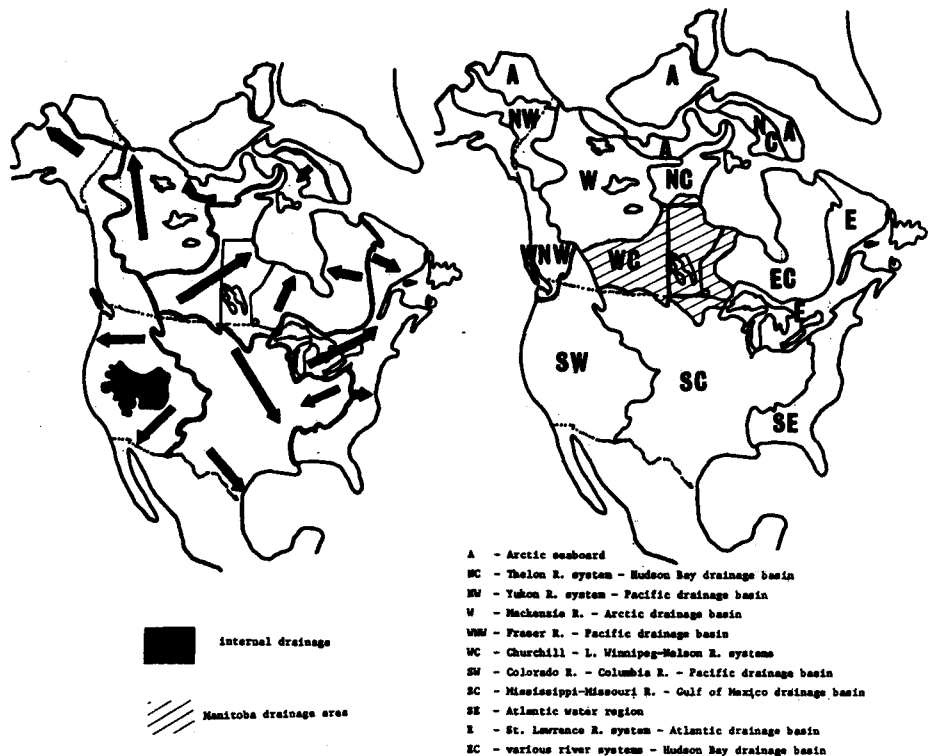 A
A
NW
N
C
A
A
NC
W
E
WNW
WC
EC
E
SW
SC
SE
A - Arctic seaboard
NC - Thelon R. system - Hudson Bay drainage basin
NW - Yukon R. system - Pacific drainage basin
W - Mackenzie R. - Arctic drainage basin
WNW - Fraser R. - Pacific drainage basin
WC - Churchill - L. Winnipeg-Nelson R. systems
SW - Colorado R. - Columbia R. - Pacific drainage basin
SC - Mississippi-Missouri R. - Gulf of Mexico drainage basin
SE - Atlantic water region
E - St. Lawrence R. system - Atlantic drainage basin
EC - various river systems - Hudson Bay drainage basin
internal drainage
Manitoba drainage area